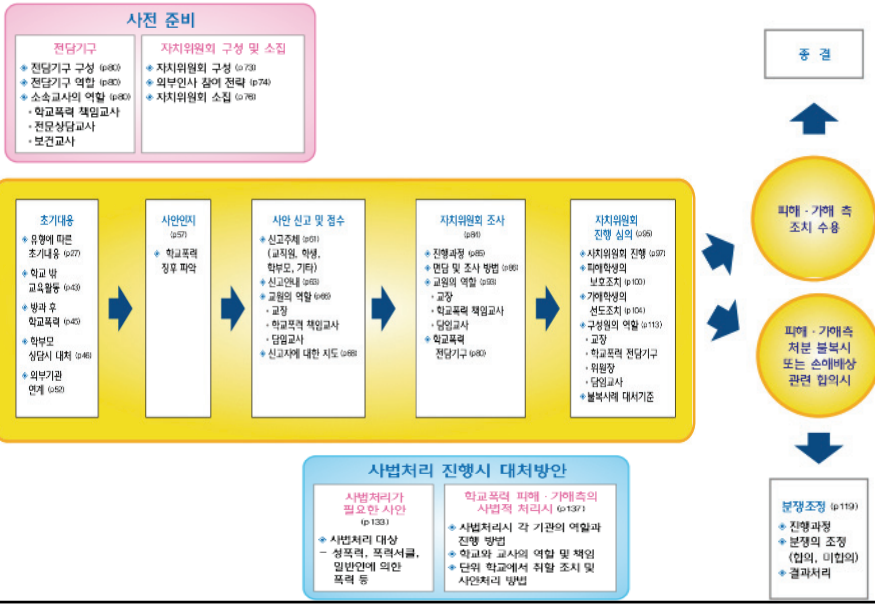 사전 준비
전담기구
◈ 전담기구 구성 (p80)
◈ 전담기구 역할 (p80)
◈ 소속교사의 역할 (p80)
• 학교폭력 책임교사
• 전문상담교사
• 보건교사
자치위원회 구성 및 소집
◈ 자치위원회 구성 (p73)
◈ 외부인사 참여 전략 (p74)
◈ 자치위원회 소집 (p76)
초기대응
◈ 유형에 따른
초기대응 (p27)
◈ 학교 밖
교육활동 (p43)
◈ 방과 후
학교폭력 (p45)
◈ 학부모
상담시 대처 (p46)
◈ 외부기관
연계 (p52)
사안인지
(p57)
◈ 학교폭력
징후 파악
사안 신고 및 접수
◈ 신고주체 (p61)
(교직원, 학생,
학부모, 기타)
◈ 신고안내 (p63)
◈ 교원의 역할 (p66)
• 교장
• 학교폭력 책임교사
• 담임교사
◈ 신고자에 대한 지도 (p68)
자치위원회 조사
(p84)
◈ 진행과정 (p85)
◈ 면담 및 조사 방법 (p86)
◈ 교원의 역할 (p93)
• 교장
• 학교폭력 책임교사
• 담임교사
◈ 학교폭력
전담기구 (p80)
자치위원회
진행 심의 (p95)
◈ 자치위원회 진행 (p97)
◈ 피해학생의
보호조치 (p100)
◈ 가해학생의
선도조치 (p104)
◈ 구성원의 역할 (p113)
• 교장
• 학교폭력 전담기구
• 위원장
• 담임교사
◈ 불복사례 대처기준
종 결
피해 · 가해 측
조치 수용
피해 · 가해측
처분 불복시
또는 손해배상
관련 합의시
분쟁조정 (p119)
◈ 진행과정
◈ 분쟁의 조정
(합의, 미합의)
◈ 결과처리
사법처리 진행시 대처방안
사법처리가
필요한 사안
(p133)
◈ 사법처리 대상
– 성폭력, 폭력서클,
일반인에 의한
폭력 등
학교폭력 피해 · 가해측의
사법적 처리시 (p137)
◈ 사법처리시 각 기관의 역할과
진행 방법
◈ 학교와 교사의 역할 및 책임
◈ 단위 학교에서 취할 조치 및
사안처리 방법